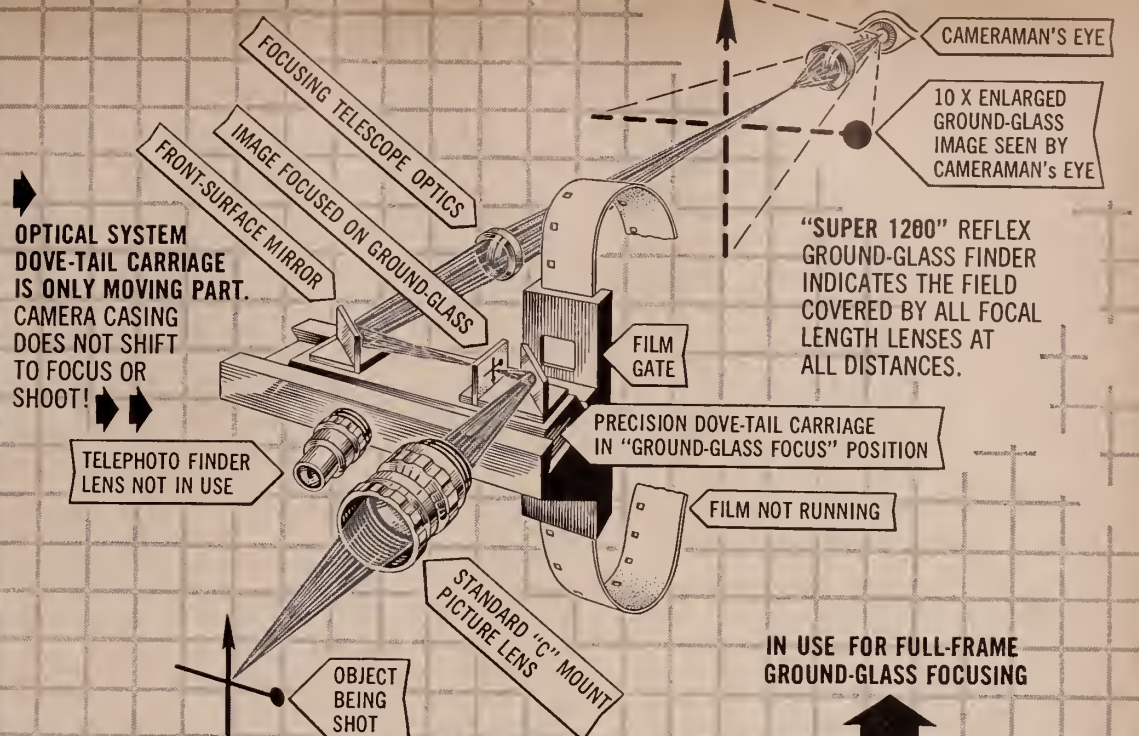 CAMERAMAN'S EYE
10 X ENLARGED
GROUND-GLASS
IMAGE SEEN BY
CAMERAMAN's EYE
FOCUSING TELESCOPE OPTICS
IMAGE FOCUSED ON GROUND-GLASS
FRONT-SURFACE MIRROR
OPTICAL SYSTEM
DOVE-TAIL CARRIAGE
IS ONLY MOVING PART.
CAMERA CASING
DOES NOT SHIFT
TO FOCUS OR
SHOOT!
"SUPER 1200" REFLEX
GROUND-GLASS FINDER
INDICATES THE FIELD
COVERED BY ALL FOCAL
LENGTH LENSES AT
ALL DISTANCES.
FILM
GATE
PRECISION DOVE-TAIL CARRIAGE
IN "GROUND-GLASS FOCUS" POSITION
TELEPHOTO FINDER
LENS NOT IN USE
FILM NOT RUNNING
STANDARD "C" MOUNT
PICTURE LENS
OBJECT
BEING
SHOT
IN USE FOR FULL-FRAME
GROUND-GLASS FOCUSING